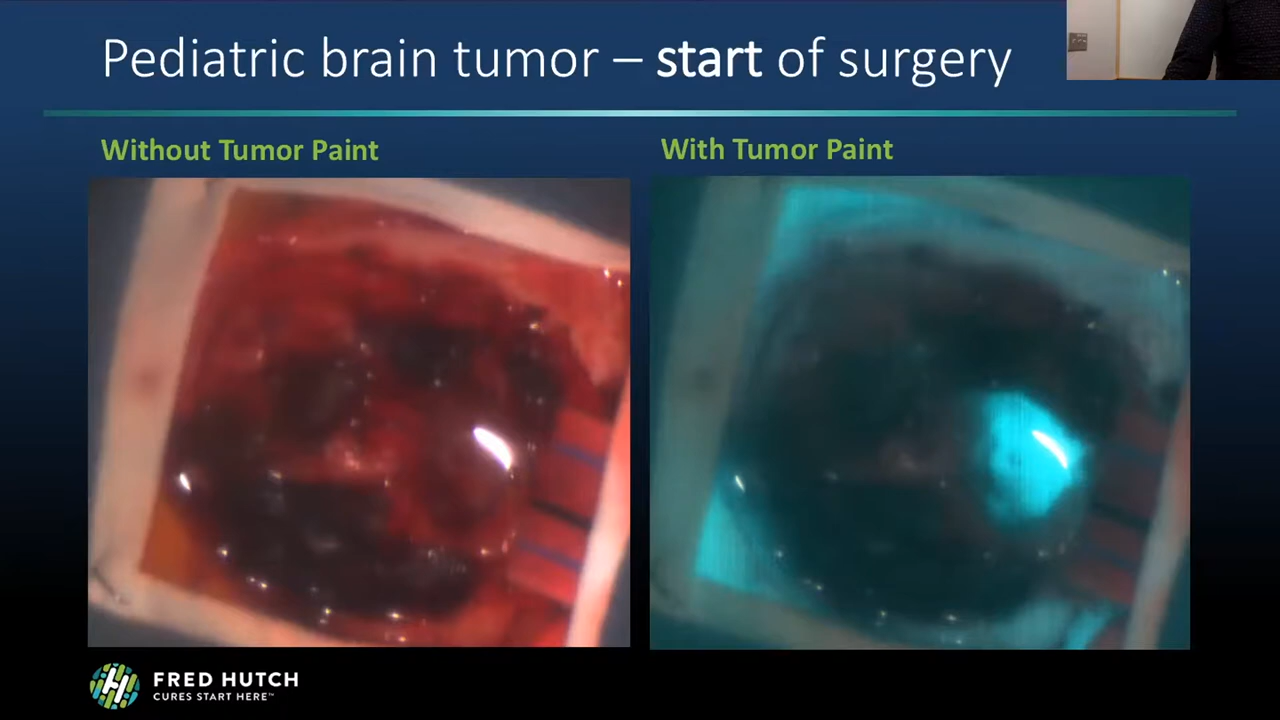 Pediatric brain tumor – start of surgery
Without Tumor Paint
With Tumor Paint
FRED HUTCH
CURES START HERE™